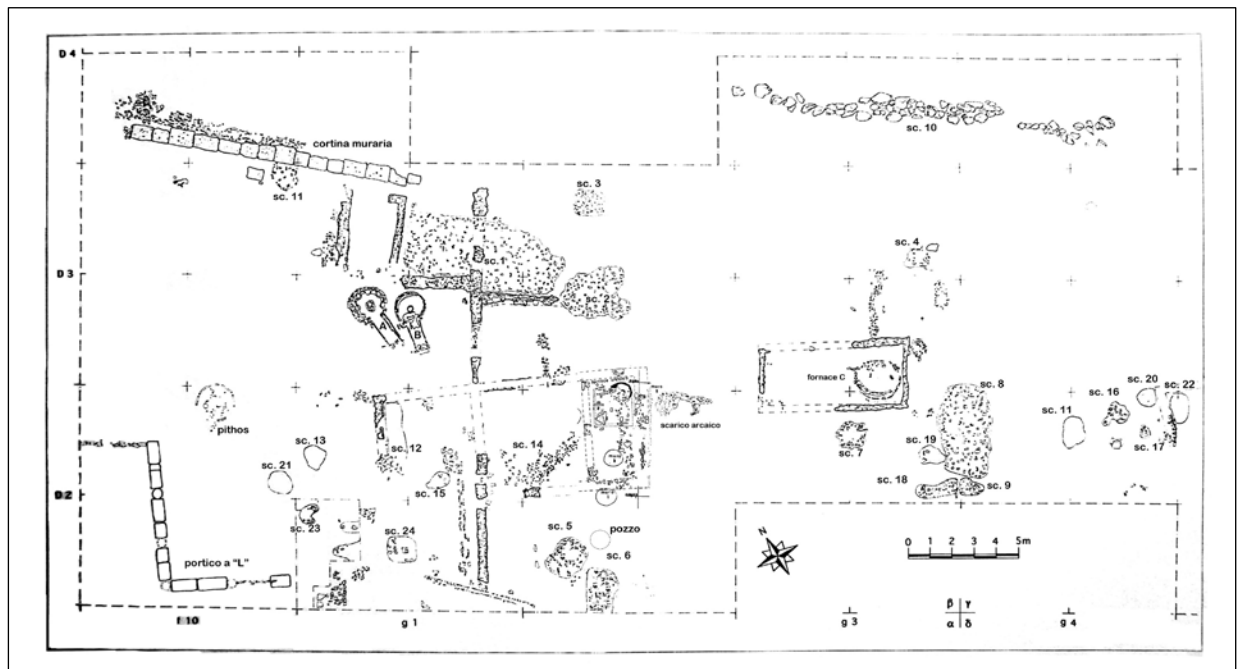 D 4
cortina muraria
sc. 10
sc. 11
sc. 3
sc. 4
D 3
sc. 1
sc. 2
A
B
fornace C
sc. 8
sc. 20
sc. 22
sc. 16
pithos
scarico arcaico
sc. 11
sc. 12
sc. 13
sc. 14
sc. 7
sc. 19
sc. 17
sc. 21
sc. 15
sc. 18
sc. 9
D 2
sc. 23
sc. 24
sc. 5
pozzo
sc. 6
N
0 1 2 3 4 5m
portico a "L"
f 10
g 1
g 3
β γ
α δ
g 4